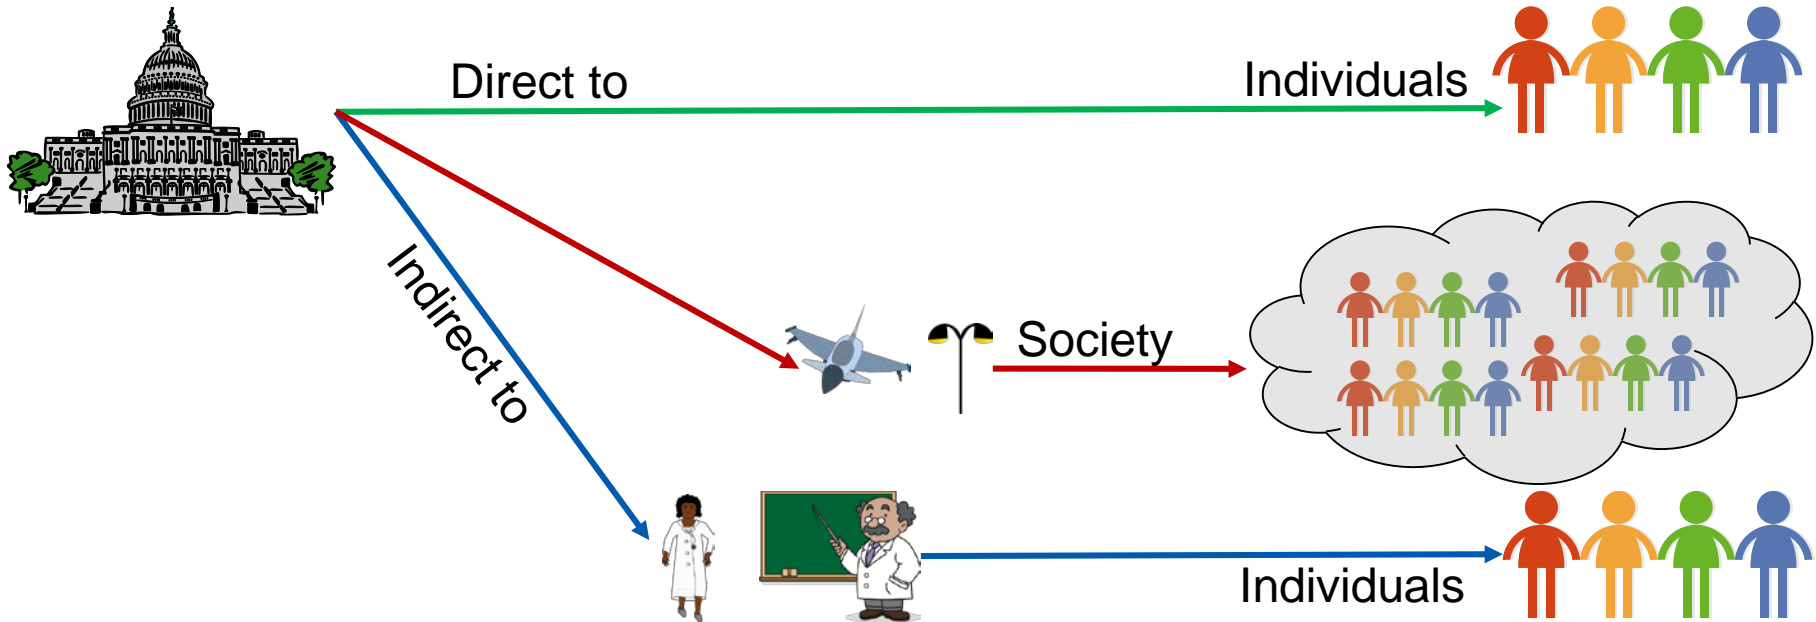 Direct to
Individuals
Indirect to
Society
Individuals